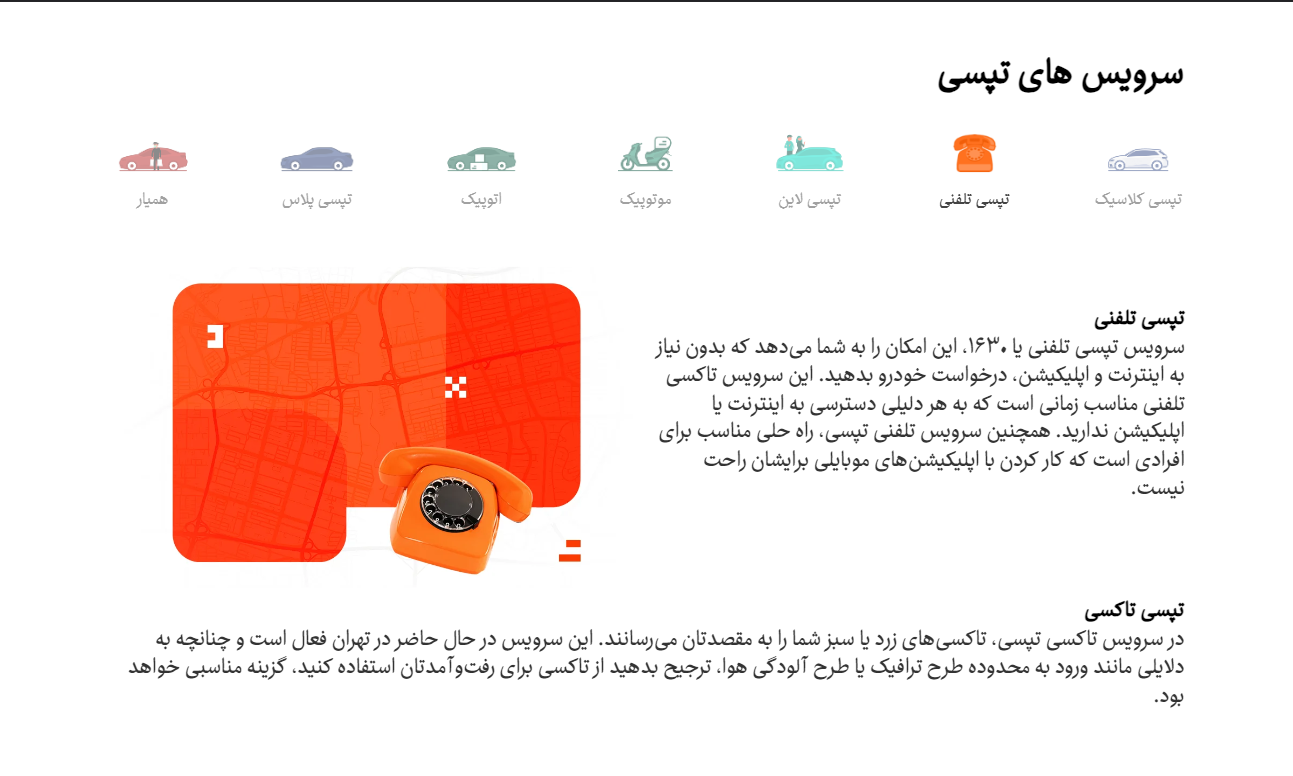 سرویس های تپسی
تپسی کلاسیک
تپسی تلفنی
تپسی لاین
موتوپیک
اتوپیک
تپسی پلاس
همیار
تپسی تلفنی
سرویس تپسی تلفنی یا ۱۶۳۰، این امکان را به شما می‌دهد که بدون نیاز
به اینترنت و اپلیکیشن، درخواست خودرو بدهید. این سرویس تاکسی
تلفنی مناسب زمانی است که به هر دلیلی دسترسی به اینترنت یا
اپلیکیشن ندارید. همچنین سرویس تلفنی تپسی، راه حلی مناسب برای
افرادی است که کار کردن با اپلیکیشن‌های موبایلی برایشان راحت
نیست.
تپسی تاکسی
در سرویس تاکسی تپسی، تاکسی‌های زرد یا سبز شما را به مقصدتان می‌رسانند. این سرویس در حال حاضر در تهران فعال است و چنانچه به
دلایلی مانند ورود به محدوده طرح ترافیک یا طرح آلودگی هوا، ترجیح بدهید از تاکسی برای رفت‌وآمدتان استفاده کنید، گزینه مناسبی خواهد
بود.